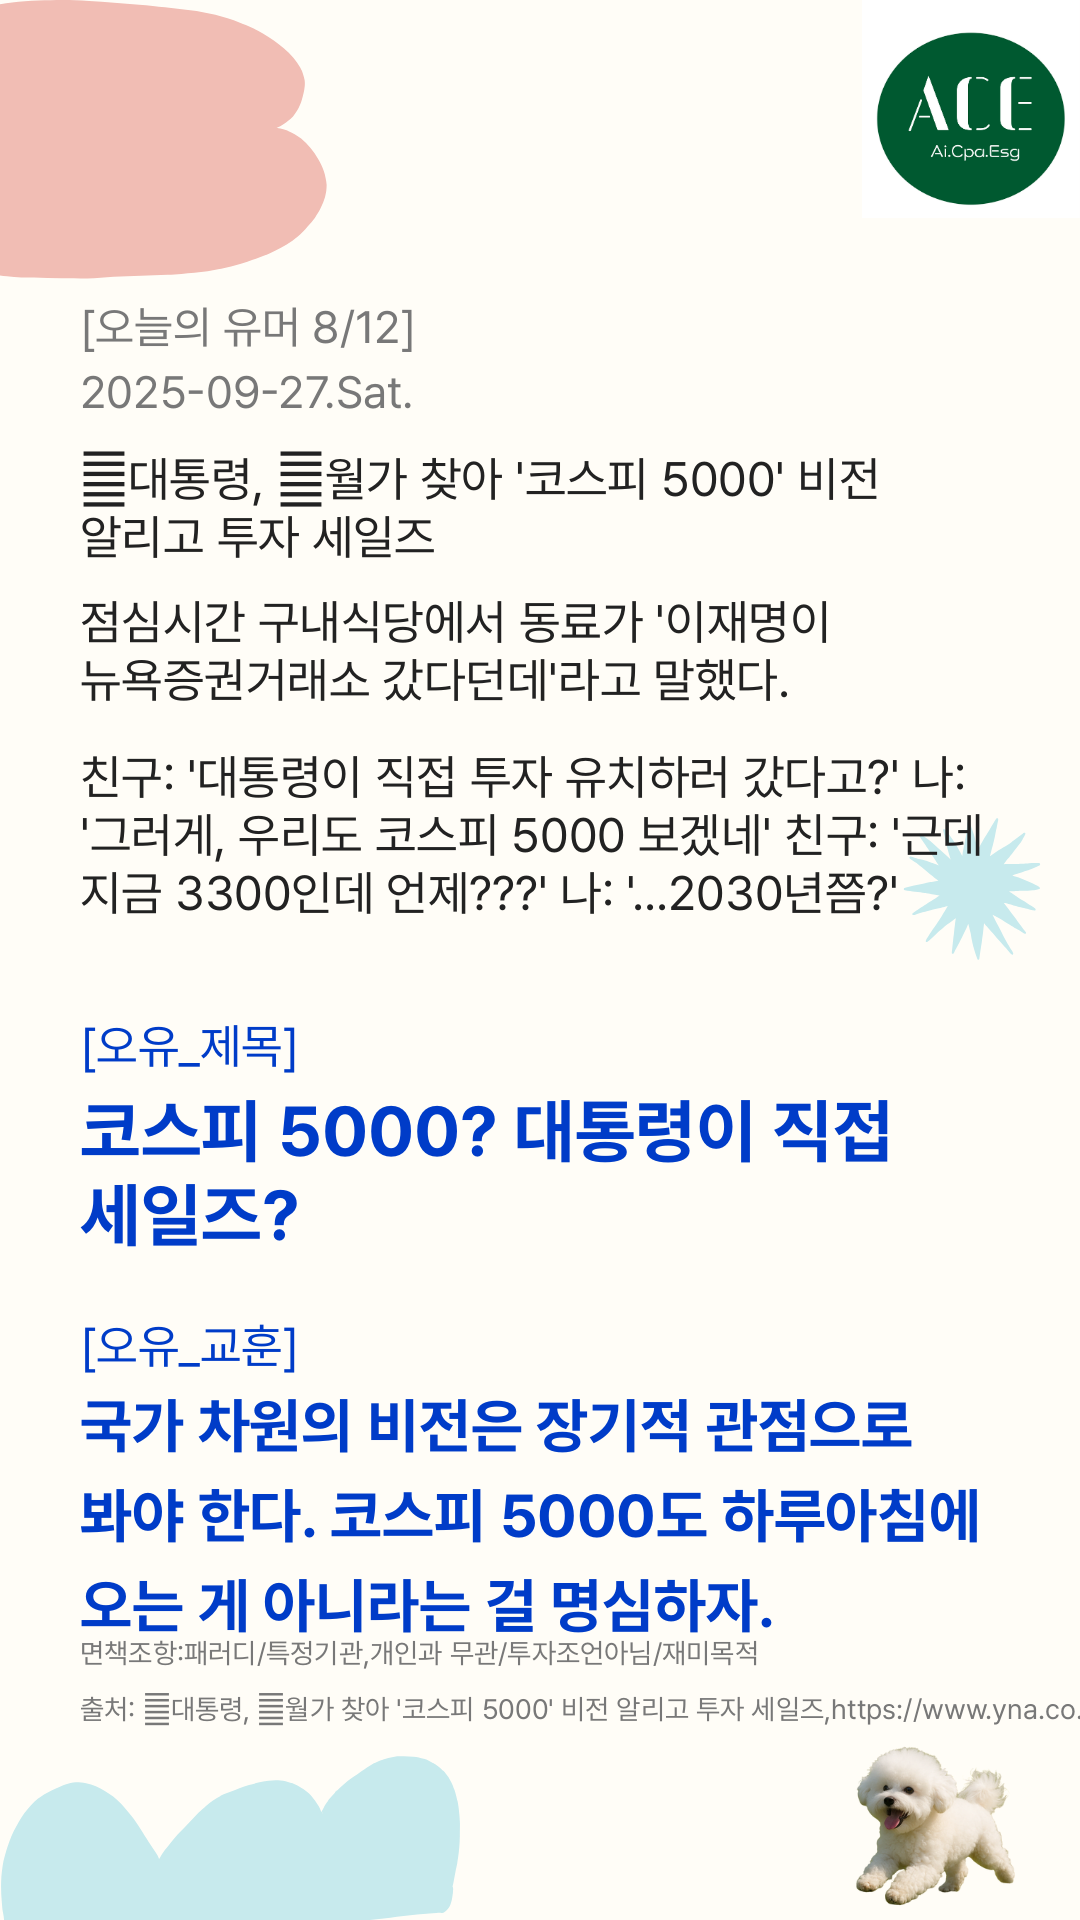 ACE
Ai.Cpa.Esg
[오늘의 유머 8/12]
2025-09-27.Sat.
대통령, 월가 찾아 '코스피 5000' 비전
알리고 투자 세일즈
점심시간 구내식당에서 동료가 '이재명이
뉴욕증권거래소 갔다던데'라고 말했다.
친구: '대통령이 직접 투자 유치하러 갔다고?' 나:
'그러게, 우리도 코스피 5000 보겠네' 친구: '근데
지금 3300인데 언제???' 나: '...2030년쯤?'
[오유_제목]
코스피 5000? 대통령이 직접
세일즈?
[오유_교훈]
국가 차원의 비전은 장기적 관점으로
봐야 한다. 코스피 5000도 하루아침에
오는 게 아니라는 걸 명심하자.
면책조항:패러디/특정기관,개인과 무관/투자조언아님/재미목적
출처: 대통령, 월가 찾아 '코스피 5000' 비전 알리고 투자 세일즈,https://www.yna.co.